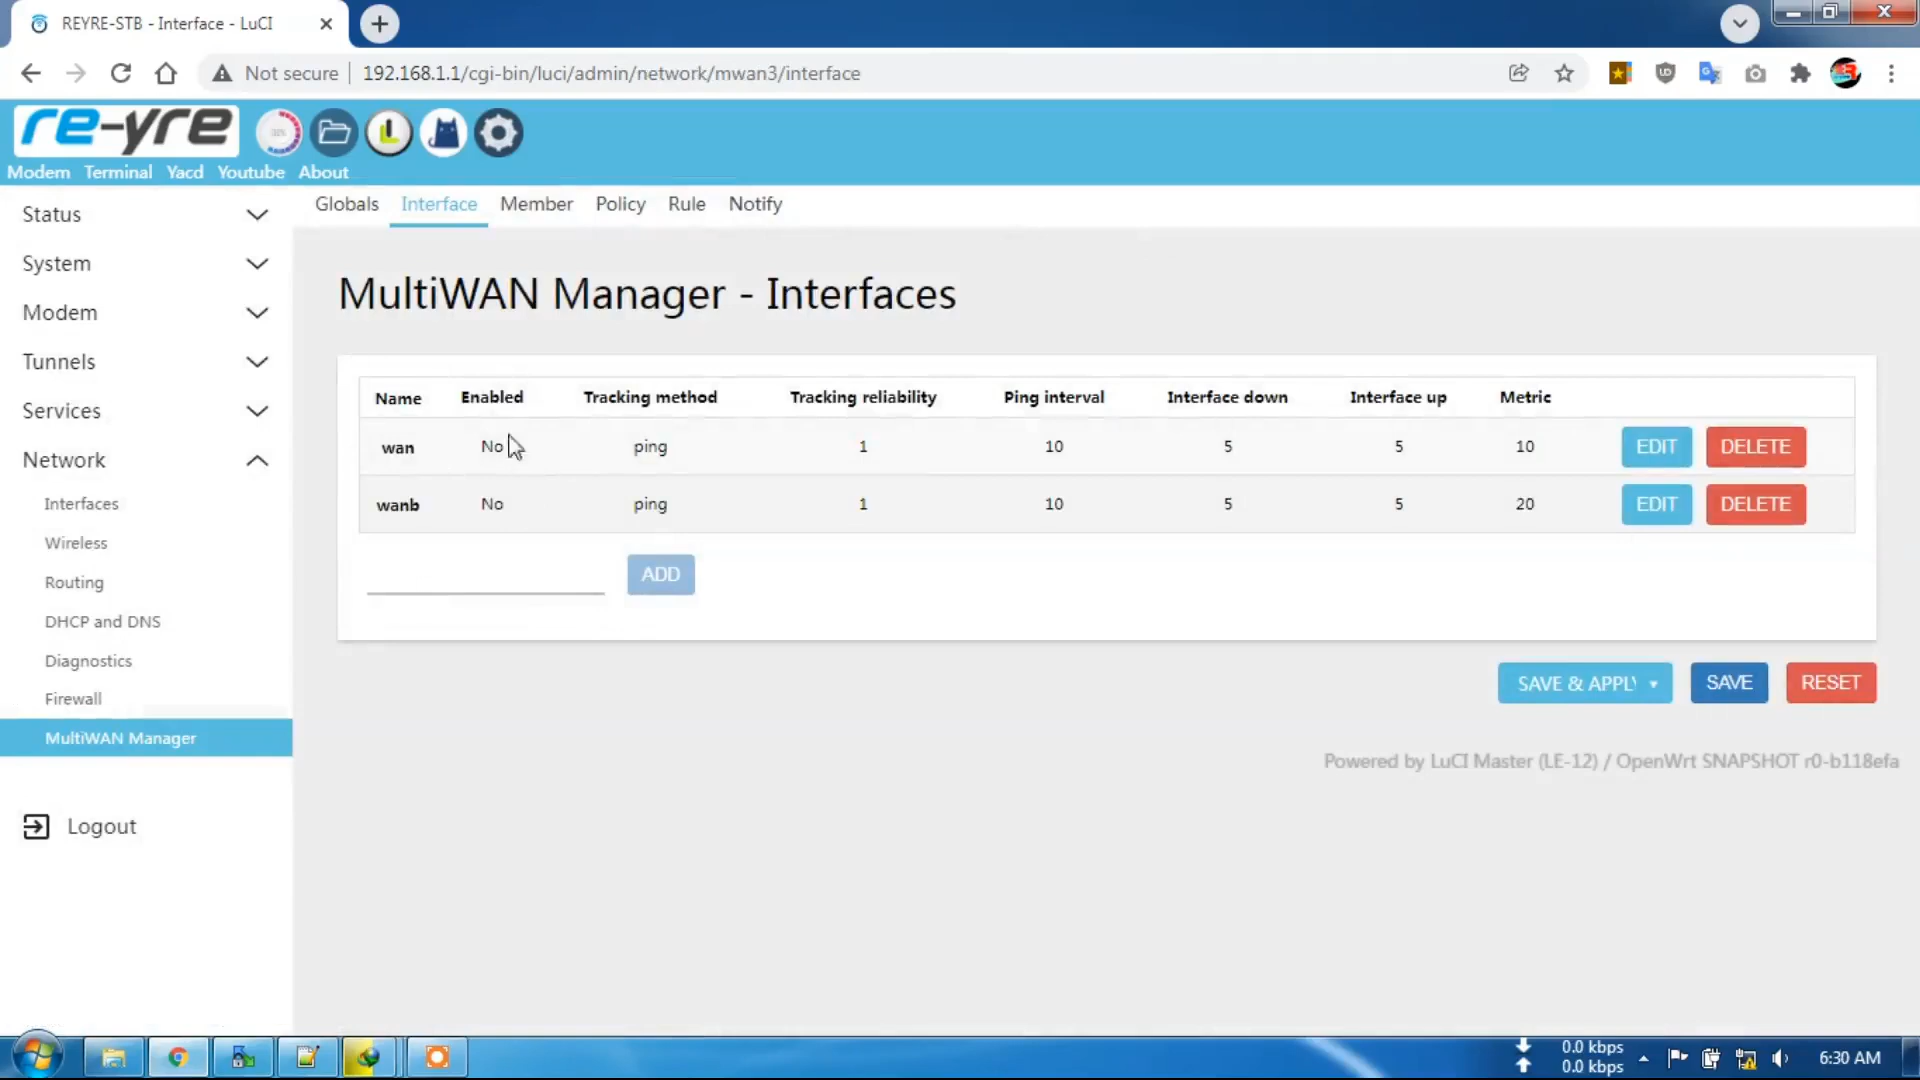 REYRE-STB - Interface - LuCI
Not secure | 192.168.1.1/cgi-bin/luci/admin/network/mwan3/interface
re-yre
Modem Terminal Yacd Youtube About
Globals Interface Member Policy Rule Notify
Status
System
Modem
Tunnels
Services
Network
Interfaces
Wireless
Routing
DHCP and DNS
Diagnostics
Firewall
MultiWAN Manager
Logout
MultiWAN Manager - Interfaces
Name Enabled Tracking method Tracking reliability Ping interval Interface down Interface up Metric
wan No ping 1 10 5 5 10 EDIT DELETE
wanb No ping 1 10 5 5 20 EDIT DELETE
ADD
SAVE & APPLY SAVE RESET
Powered by LuCI Master (LE-12) / OpenWrt SNAPSHOT r0-b118efa
0.0 kbps
0.0 kbps
6:30 AM